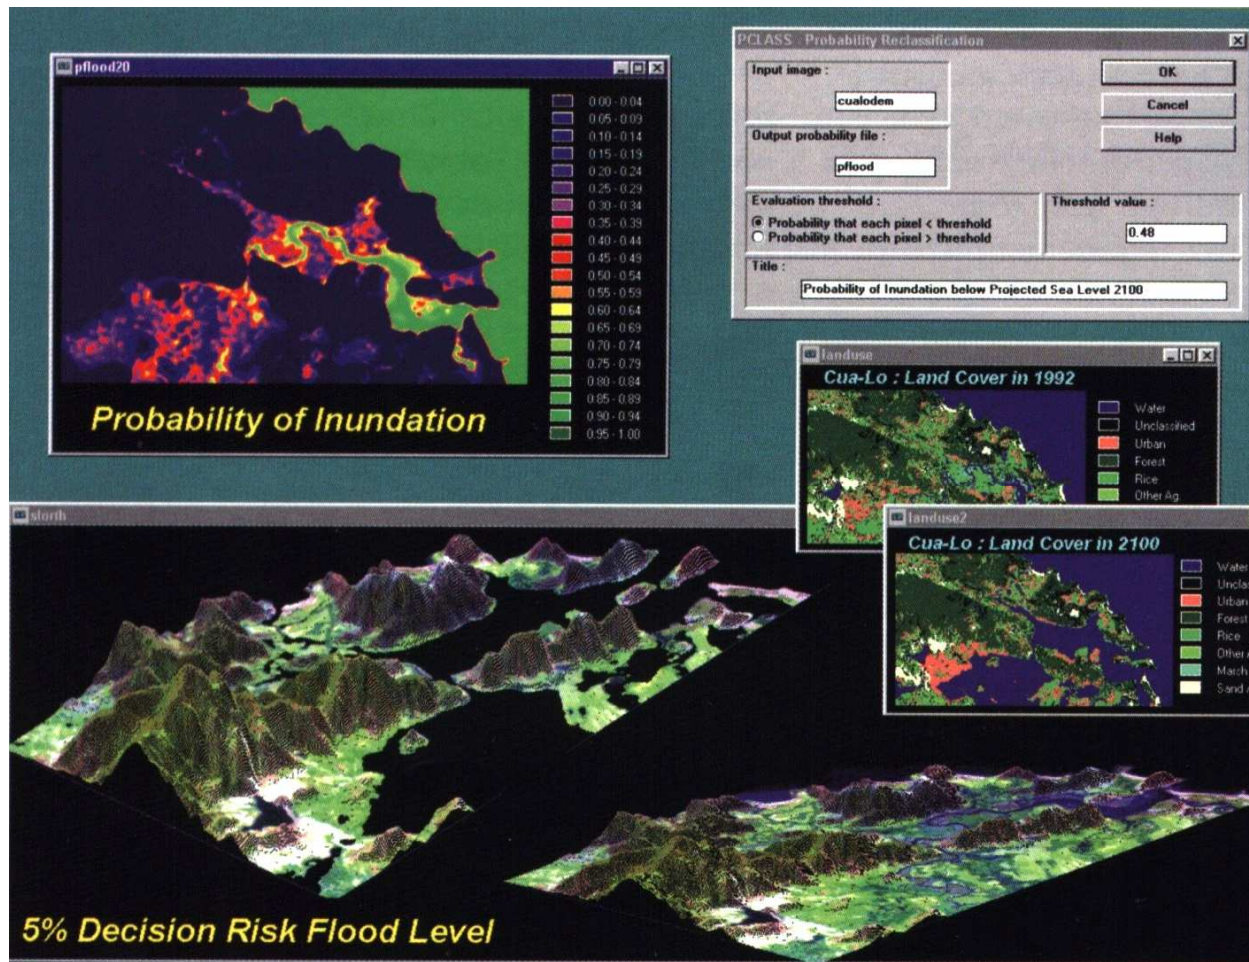 pflood20
0.00 - 0.04
0.05 - 0.09
0.10 - 0.14
0.15 - 0.19
0.20 - 0.24
0.25 - 0.29
0.30 - 0.34
0.35 - 0.39
0.40 - 0.44
0.45 - 0.49
0.50 - 0.54
0.55 - 0.59
0.60 - 0.64
0.65 - 0.69
0.70 - 0.74
0.75 - 0.79
0.80 - 0.84
0.85 - 0.89
0.90 - 0.94
0.95 - 1.00
Probability of Inundation
PCLASS - Probability Reclassification
Input image :
cualodem
OK
Cancel
Help
Output probability file :
pflood
Evaluation threshold :
Probability that each pixel < threshold
Probability that each pixel > threshold
Threshold value :
0.48
Title :
Probability of Inundation below Projected Sea Level 2100
landuse
Cua-Lo : Land Cover in 1992
Water
Unclassified
Urban
Forest
Rice
Other Ag.
landuse2
Cua-Lo : Land Cover in 2100
Water
Uncla
Urban
Forest
Rice
Other A
March
Sand
slorth
5% Decision Risk Flood Level